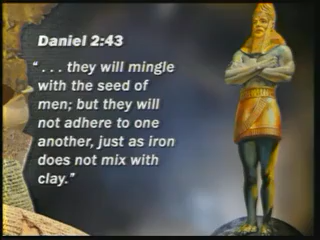 Daniel 2:43
“ . . . they will mingle
with the seed of
men; but they will
not adhere to one
another, just as iron
does not mix with
clay.”